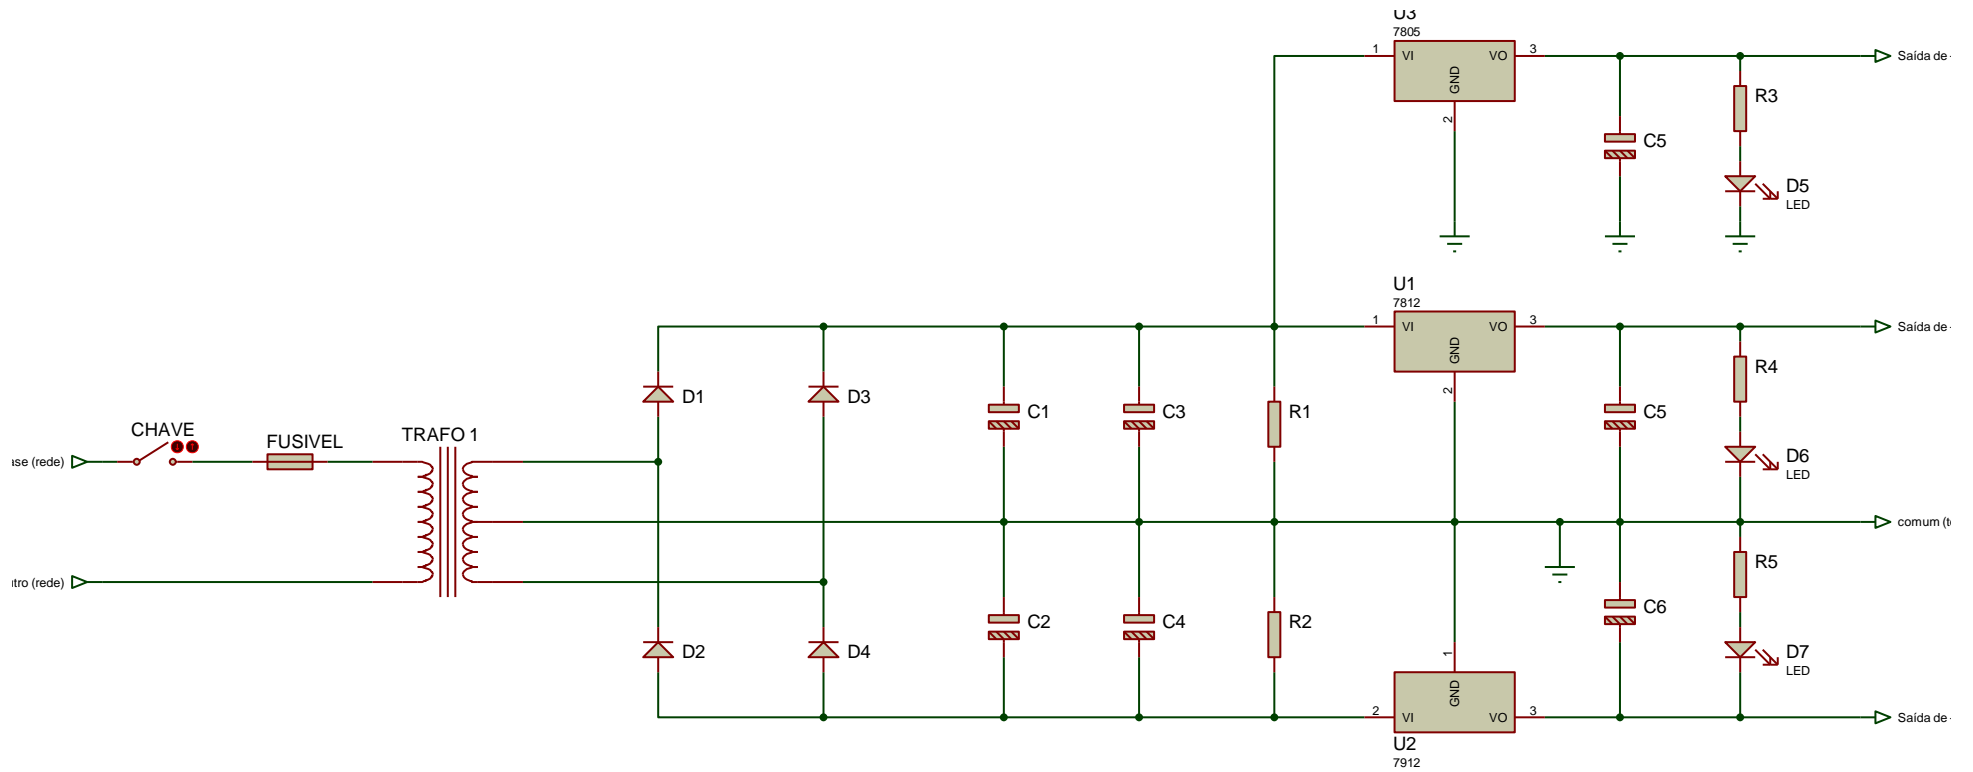 U3
7805
1
VI
VO
3
GND
2
Saída de
R3
C5
D5
LED
U1
7812
1
VI
VO
3
GND
2
Saída de
R4
C5
D6
LED
D1
D3
C1
C3
R1
CHAVE
FUSIVEL
TRAFO 1
(rede)
(rede)
comum
R5
C6
D7
LED
D2
D4
C2
C4
R2
1
GND
2
VI
VO
3
Saída de
U2
7912